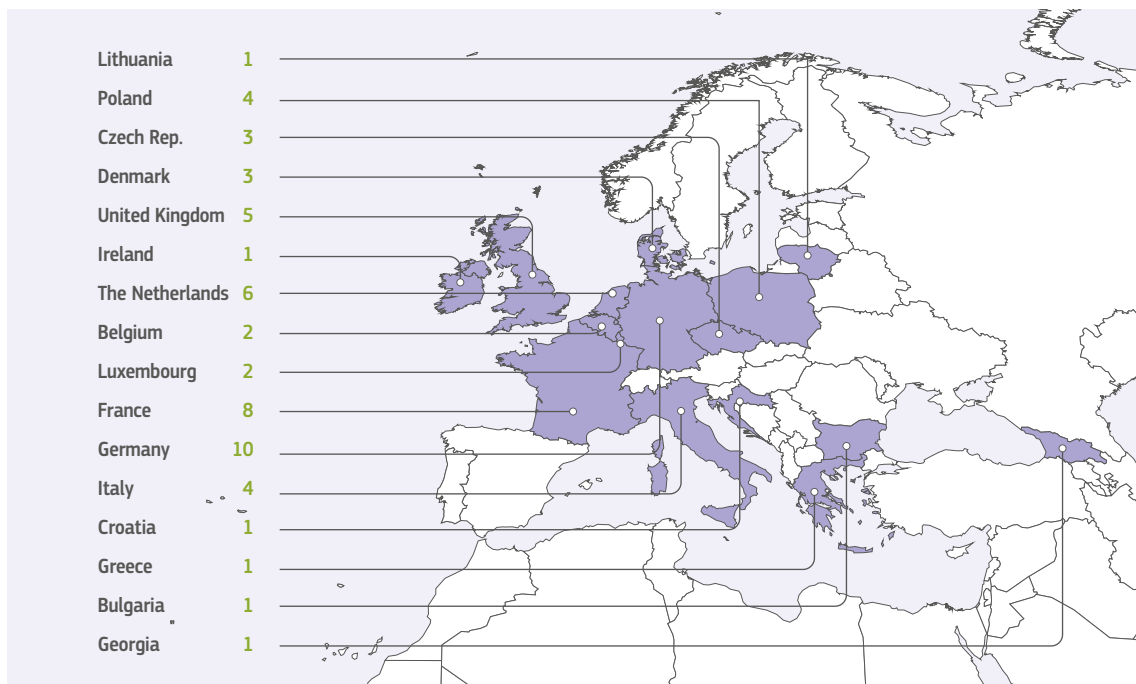 Lithuania 1
Poland 4
Czech Rep. 3
Denmark 3
United Kingdom 5
Ireland 1
The Netherlands 6
Belgium 2
Luxembourg 2
France 8
Germany 10
Italy 4
Croatia 1
Greece 1
Bulgaria 1
"
Georgia 1